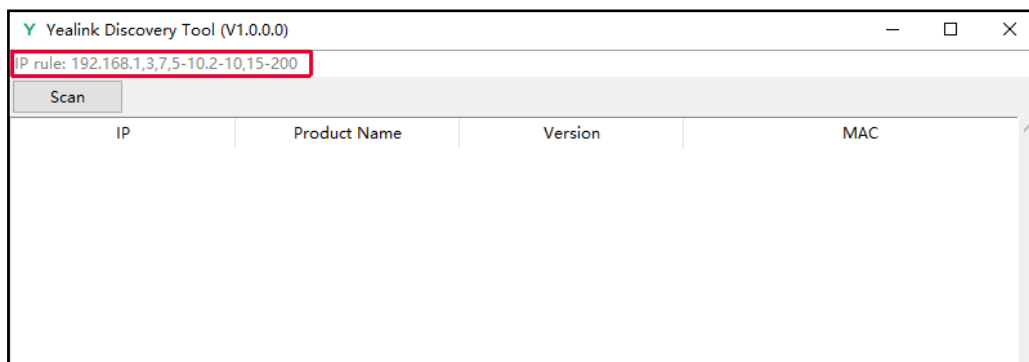 Y Yealink Discovery Tool (V1.0.0.0)
IP rule: 192.168.1,3,7,5-10.2-10,15-200
Scan
IP Product Name Version MAC